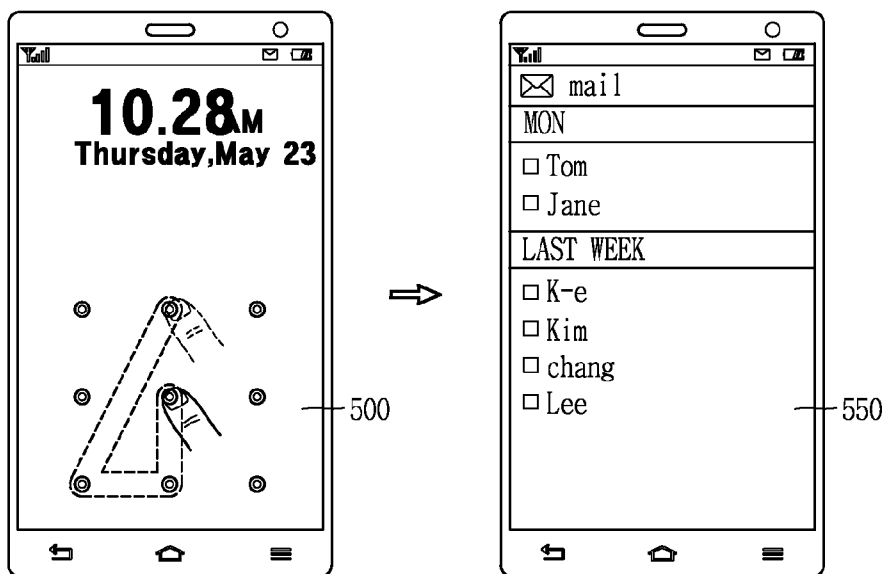 10.28AM
Thursday,May 23
500
mail
MON
Tom
Jane
LAST WEEK
K-e
Kim
chang
Lee
550